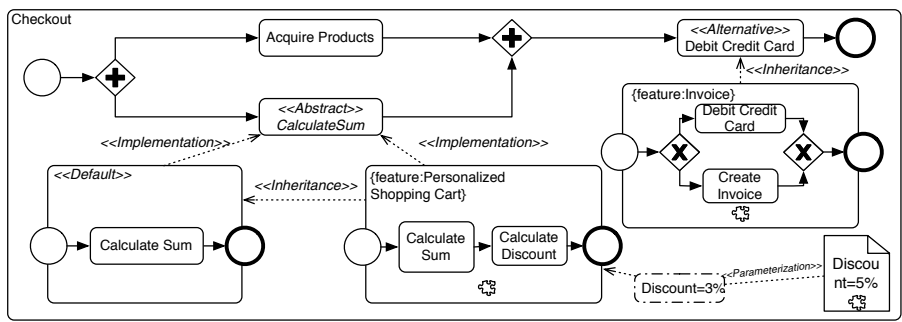 Checkout
Acquire Products
<<Alternative>>
Debit Credit Card
<<Inheritance>>
<<Abstract>>
CalculateSum
{feature:Invoice}
Debit Credit
Card
Create
Invoice
<<Implementation>>
<<Implementation>>
<<Default>>
<<Inheritance>>
{feature:Personalized
Shopping Cart}
Calculate Sum
Calculate
Sum
Calculate
Discount
Discount=3%
<<Parameterization>>
Discou
nt=5%